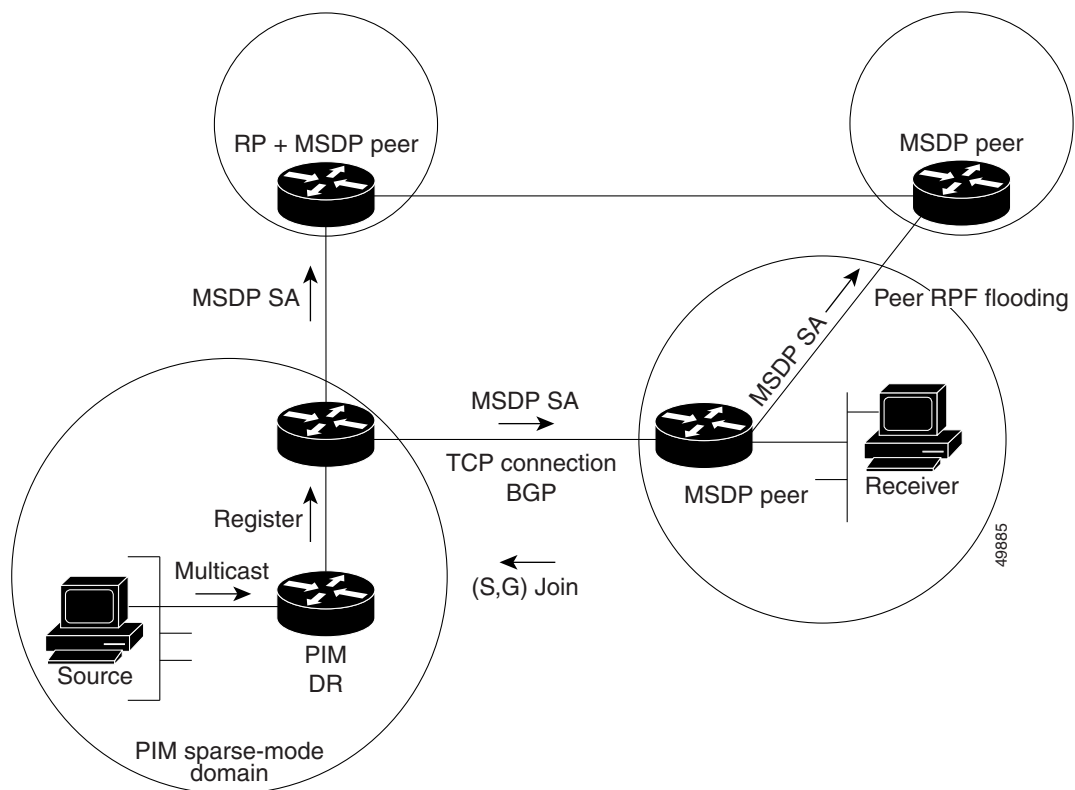 RP + MSDP peer
MSDP peer
MSDP SA
Peer RPF flooding
MSDP SA
MSDP SA
TCP connection
BGP
MSDP peer
Receiver
Register
49885
Multicast
(S,G) Join
Source
PIM
DR
PIM sparse-mode
domain